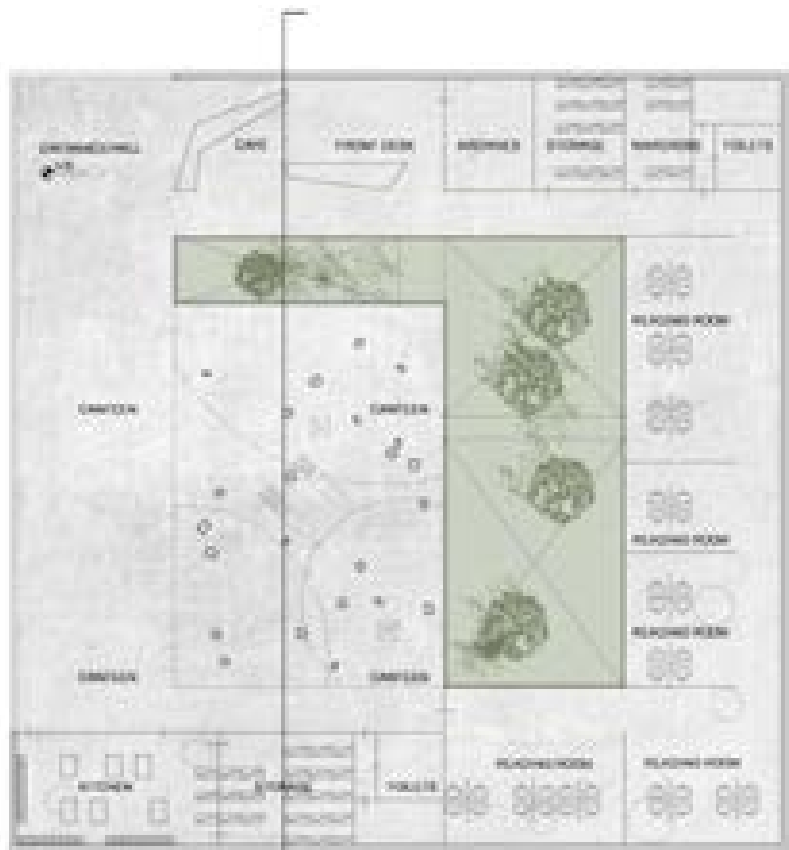 CAFE
FRONT DESK
ARCHIVES
STORAGE
WARDROBE
TOILETS
READING ROOM
CANTEEN
CANTEEN
READING ROOM
READING ROOM
CANTEEN
CANTEEN
READING ROOM
READING ROOM
KITCHEN
STORAGE
TOILETS